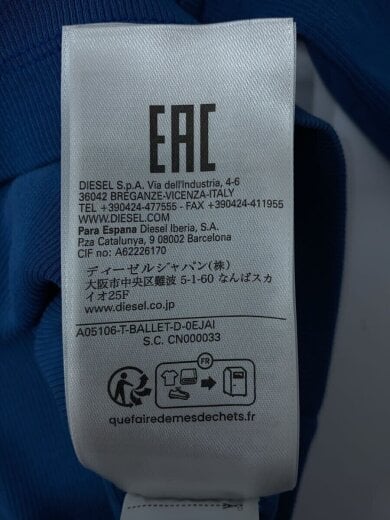 EAC
DIESEL S.p.A. Via dell'Industria, 4-6
36042 BREGANZE-VICENZA-ITALY
TEL +390424-477555 - FAX +390424-411955
WWW.DIESEL.COM
Para Espana Diesel Iberia, S.A.
P.za Catalunya, 9 08002 Barcelona
CIF no: A62226170
ディーゼルジャパン(株)
大阪市中央区難波 5-1-60 なんばスカ
イオ25F
www.diesel.co.jp
A05106-T-BALLET-D-0EJAI
S.C. CN000033
FR
quefairedemesdechets.fr